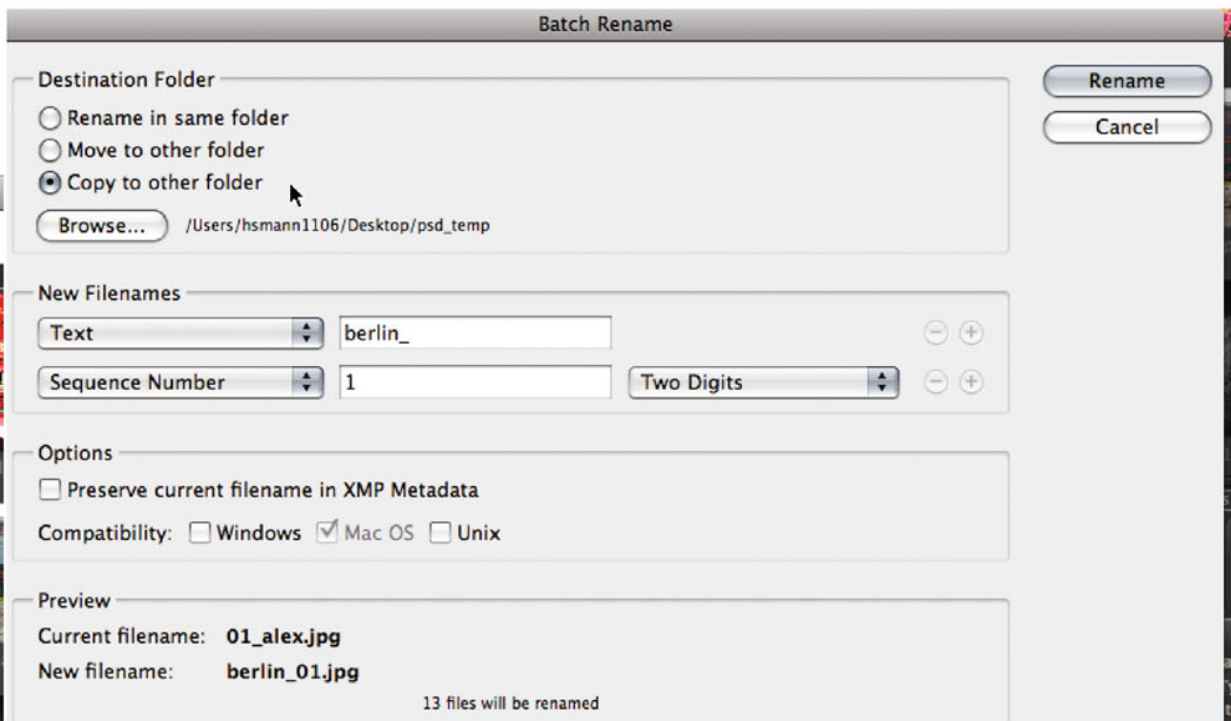 Batch Rename
Destination Folder
Rename
Rename in same folder
Cancel
Move to other folder
Copy to other folder
Browse... /Users/hsmann1106/Desktop/psd_temp
New Filenames
Text berlin_
Sequence Number 1 Two Digits
Options
Preserve current filename in XMP Metadata
Compatibility: Windows Mac OS Unix
Preview
Current filename: 01_alex.jpg
New filename: berlin_01.jpg
13 files will be renamed